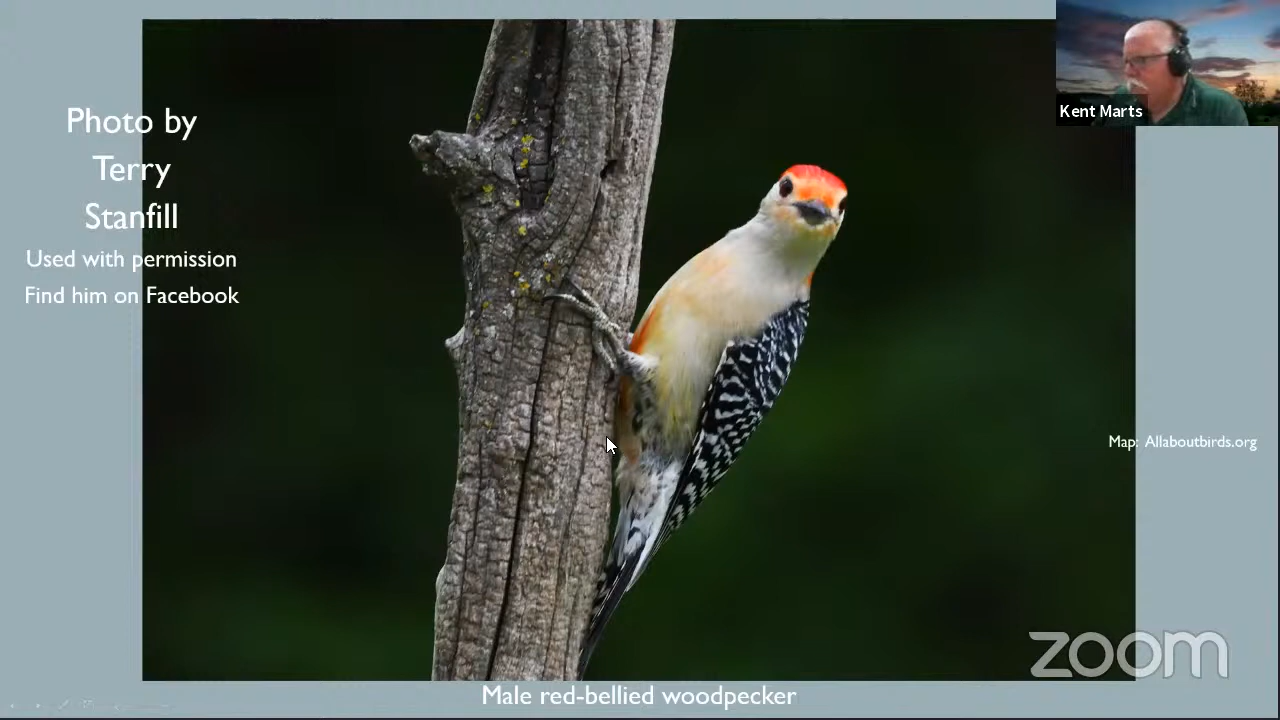 Photo by
Terry
Stanfill
Used with permission
Find him on Facebook
Kent Marts
Map: Allaboutbirds.org
zoom
Male red-bellied woodpecker